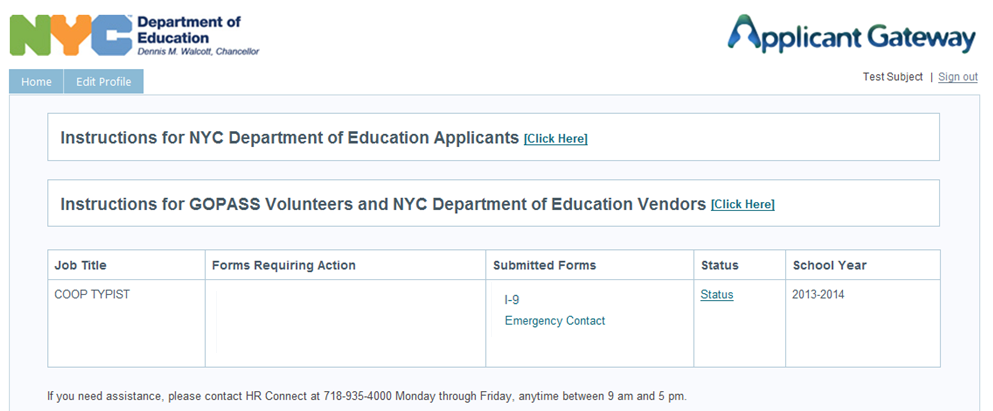 NYC Department of
Education
Dennis M. Walcott, Chancellor
Applicant Gateway
Home Edit Profile
Test Subject | Sign out
Instructions for NYC Department of Education Applicants [Click Here]
Instructions for GOPASS Volunteers and NYC Department of Education Vendors [Click Here]
Job Title Forms Requiring Action Submitted Forms Status School Year
COOP TYPIST I-9 Status 2013-2014
Emergency Contact
If you need assistance, please contact HR Connect at 718-935-4000 Monday through Friday, anytime between 9 am and 5 pm.